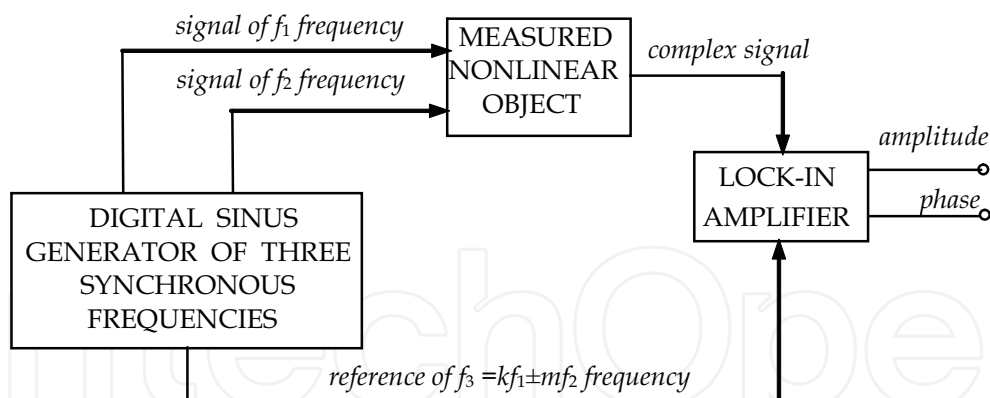 signal of f1 frequency
signal of f2 frequency
MEASURED
NONLINEAR
OBJECT
complex signal
amplitude
phase
LOCK-IN
AMPLIFIER
DIGITAL SINUS
GENERATOR OF THREE
SYNCHRONOUS
FREQUENCIES
reference of f3 =kf1±mf2 frequency